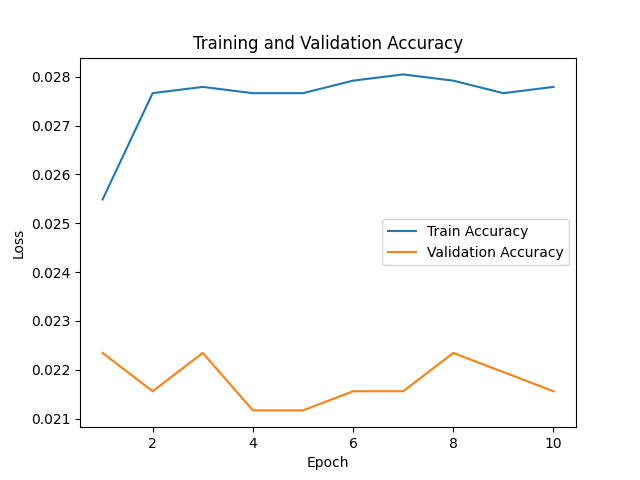 Training and Validation Accuracy
0.028
0.027
0.026
0.025
0.024
0.023
0.022
0.021
Loss
Train Accuracy
Validation Accuracy
2 4 6 8 10
Epoch